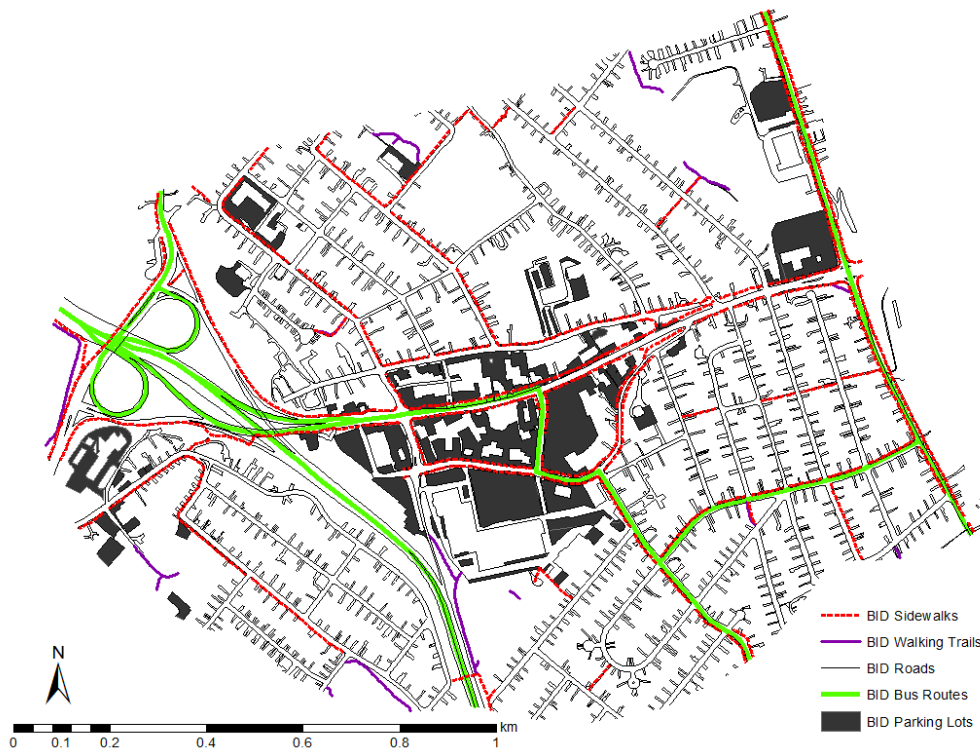 BID Sidewalks
BID Walking Trails
BID Roads
BID Bus Routes
BID Parking Lots
N
km
0 0.1 0.2 0.4 0.6 0.8 1